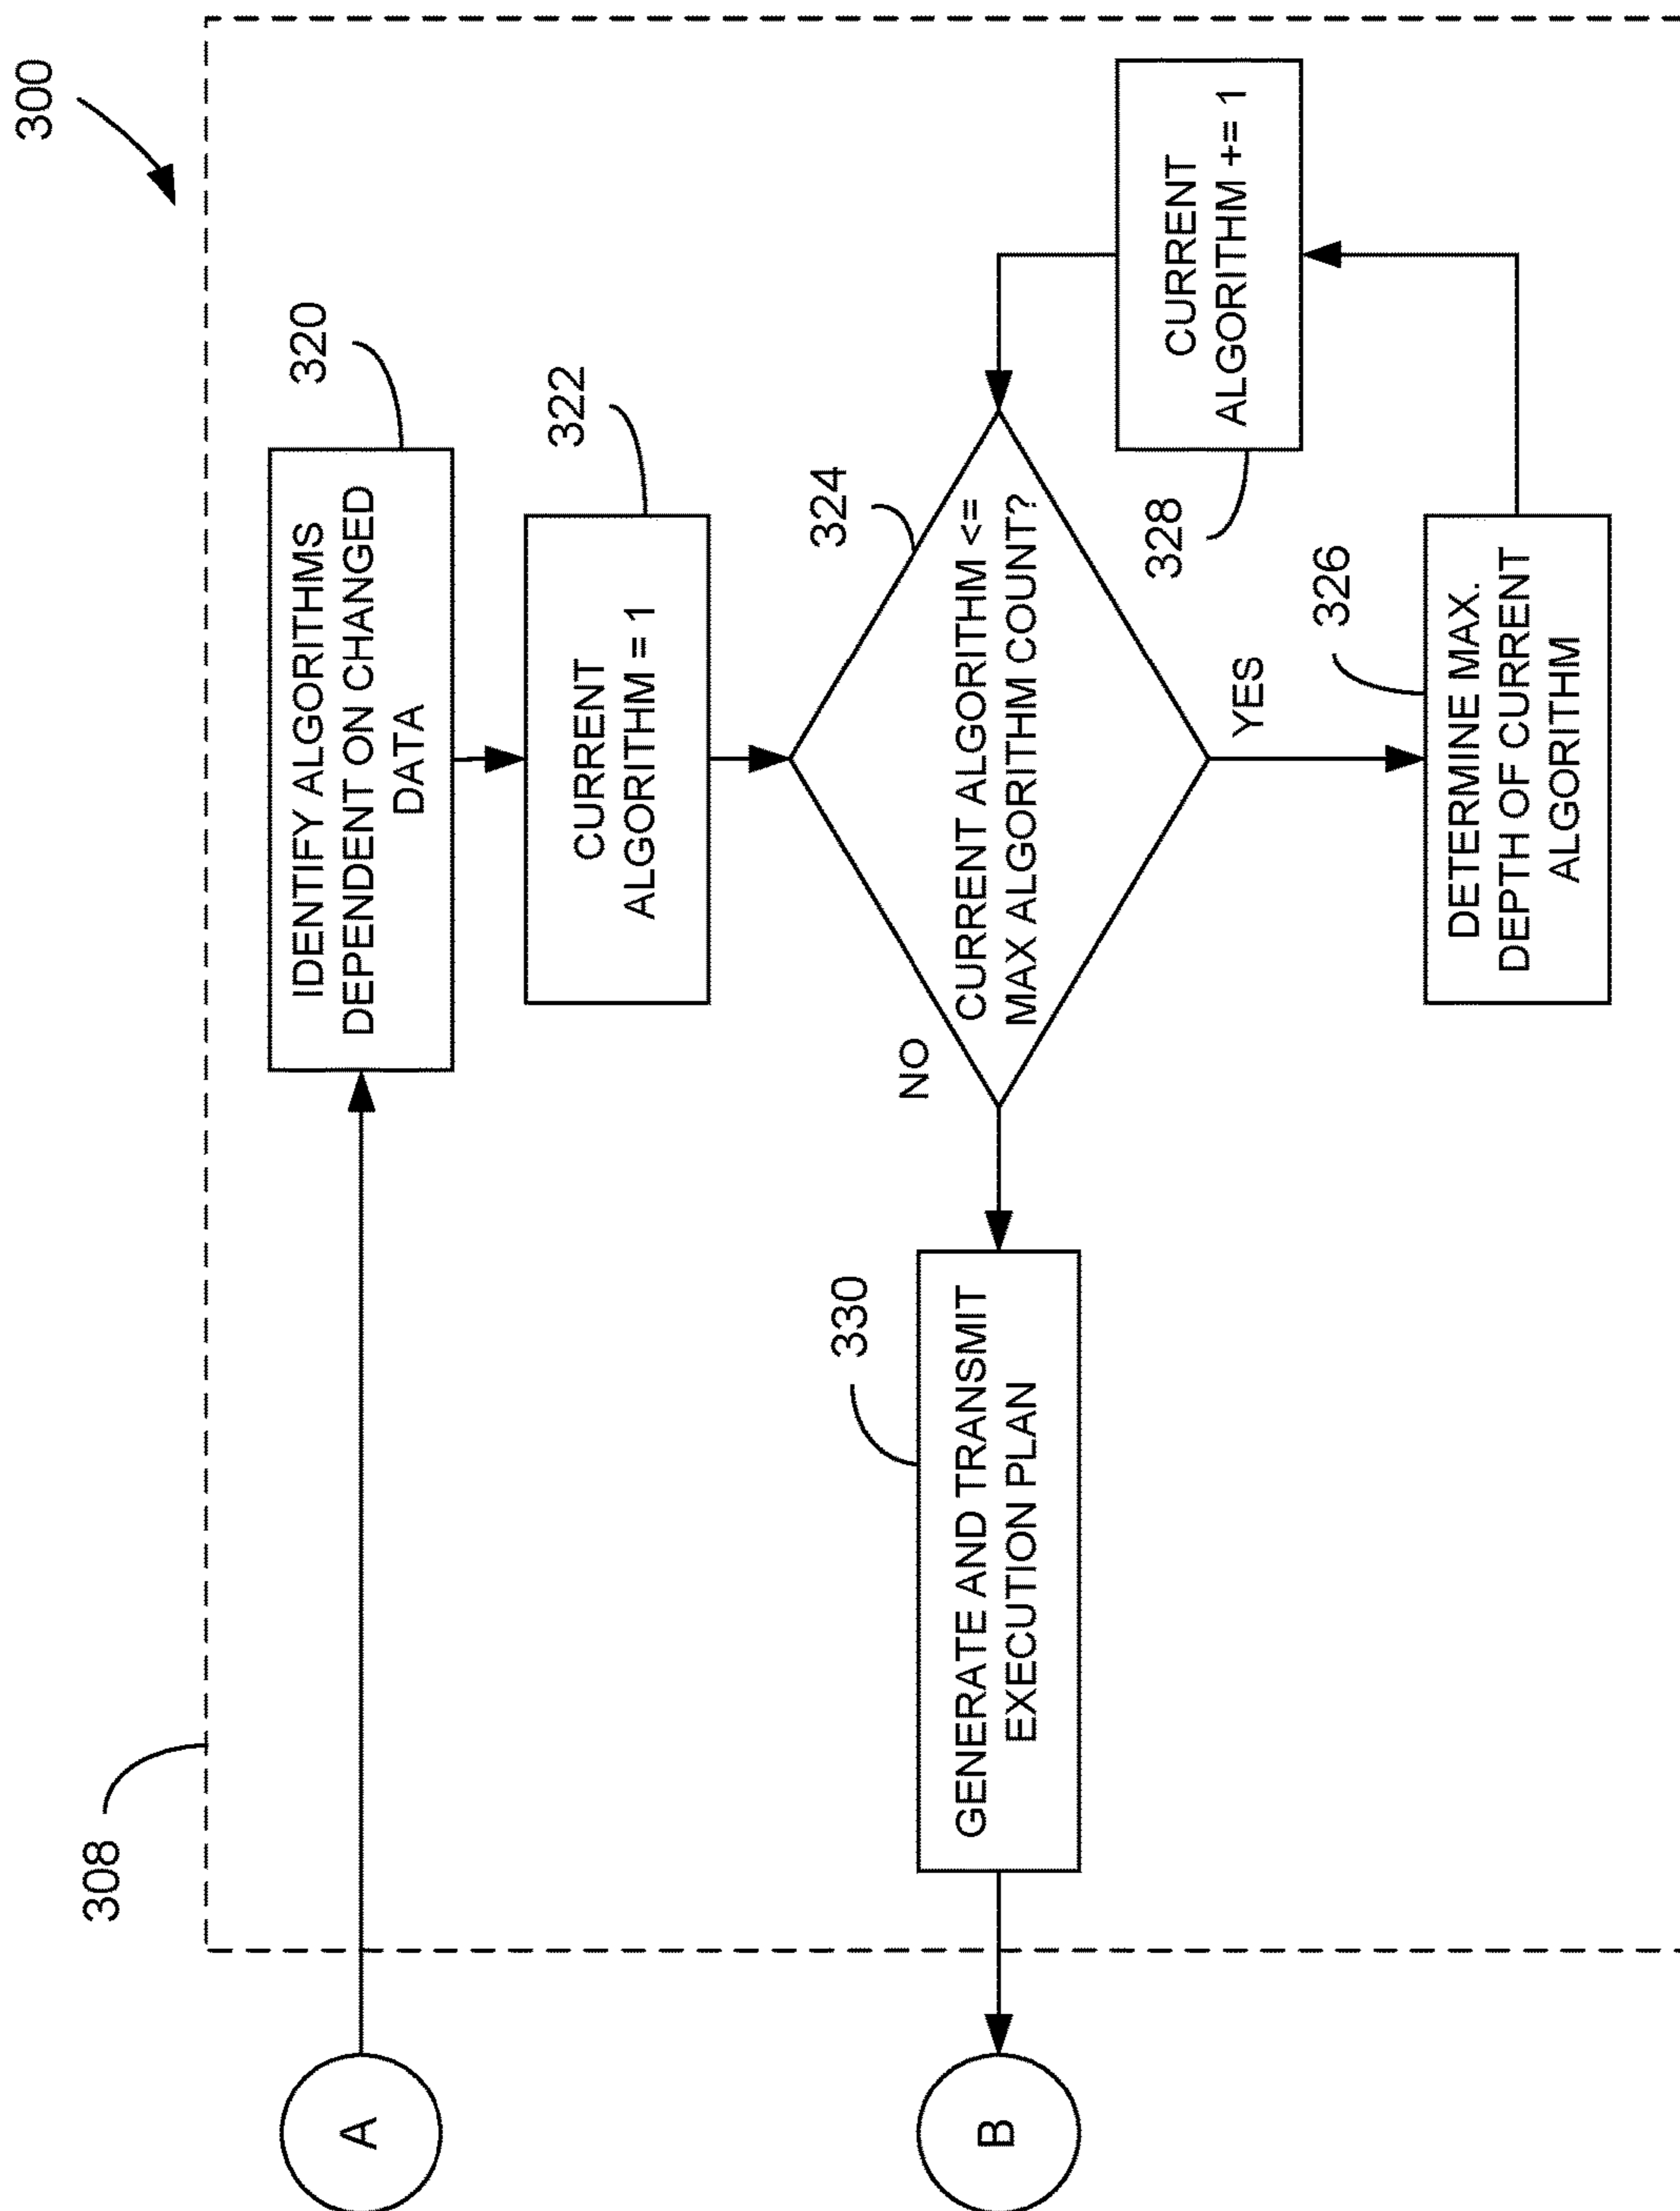 300
308
A
IDENTIFY ALGORITHMS
DEPENDENT ON CHANGED
DATA
320
CURRENT
ALGORITHM = 1
322
CURRENT ALGORITHM <=
MAX ALGORITHM COUNT?
324
NO
YES
CURRENT
ALGORITHM += 1
328
DETERMINE MAX.
DEPTH OF CURRENT
ALGORITHM
326
GENERATE AND TRANSMIT
EXECUTION PLAN
330
B